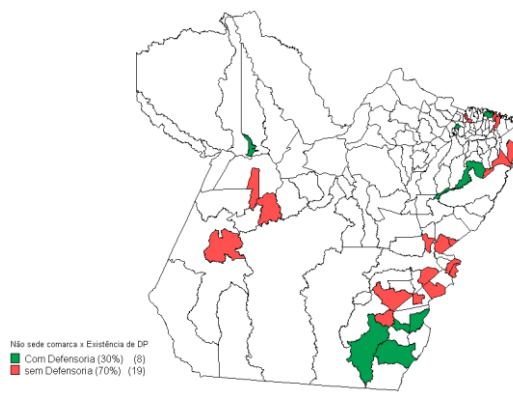 Não sede comarca x Existência de DP
Com Defensoria (30%) (8)
sem Defensoria (70%) (19)